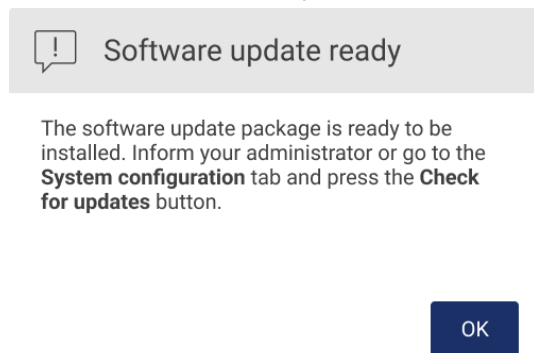 Software update ready
The software update package is ready to be
installed. Inform your administrator or go to the
System configuration tab and press the Check
for updates button.
OK